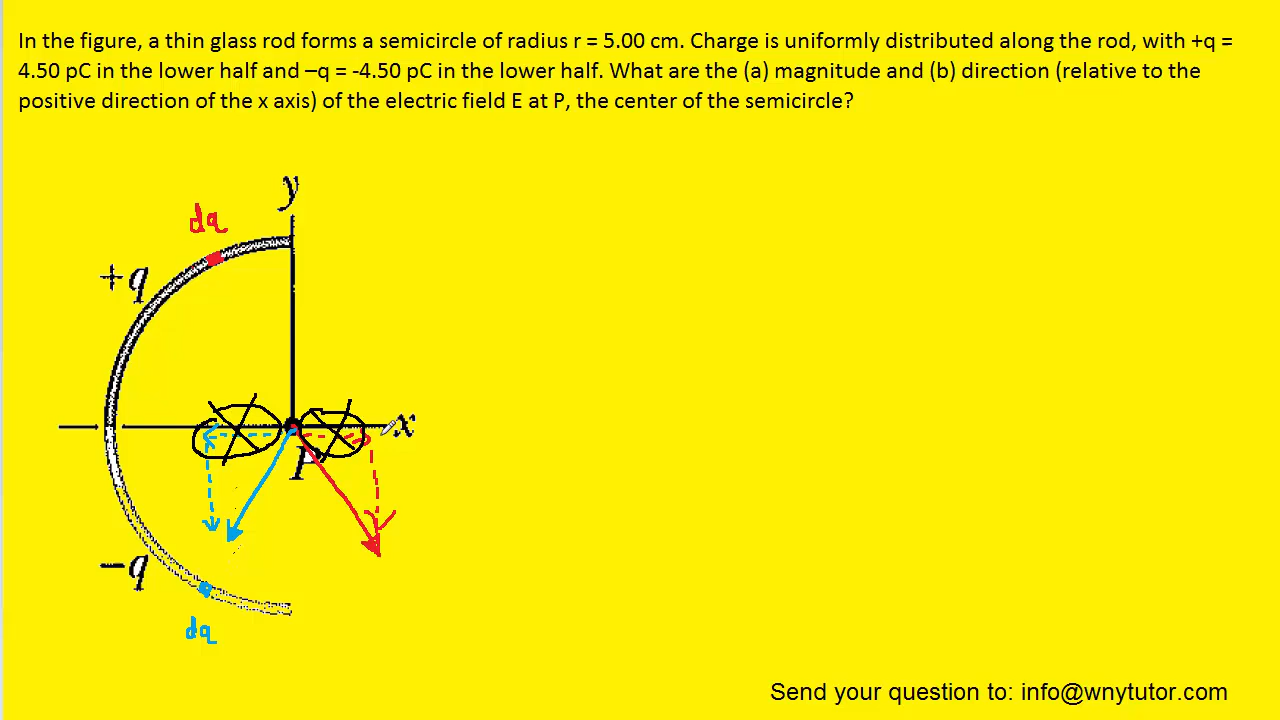 In the figure, a thin glass rod forms a semicircle of radius r = 5.00 cm. Charge is uniformly distributed along the rod, with +q =
4.50 pC in the lower half and –q = -4.50 pC in the lower half. What are the (a) magnitude and (b) direction (relative to the
positive direction of the x axis) of the electric field E at P, the center of the semicircle?
y
dq
+q
x
P
–q
dq
Send your question to: info@wnytutor.com